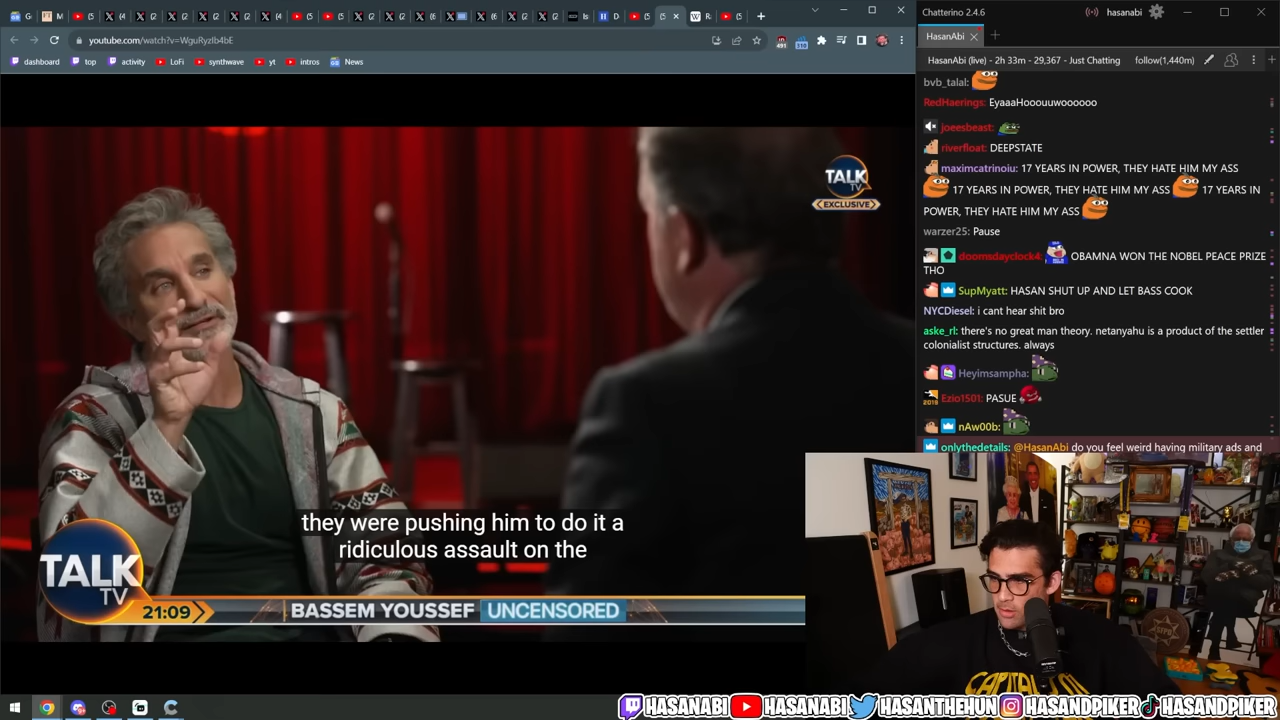 youtube.com/watch?v=WguRyzlb4bE
dashboard top activity LoFi synthwave yt intros News
TALK
TV
EXCLUSIVE
they were pushing him to do it a
ridiculous assault on the
TALK
TV
21:09
BASSEM YOUSSEF UNCENSORED
Chatterino 2.4.6
hasanabi
HasanAbi
HasanAbi (live) - 2h 33m - 29,367 - Just Chatting
follow(1,440m)
bvb_talal:
RedHaerings: EyaaaHooouuwoooooo
joeesbeast:
riverfloat: DEEPSTATE
maximcatrinoiu: 17 YEARS IN POWER, THEY HATE HIM MY ASS
17 YEARS IN POWER, THEY HATE HIM MY ASS 17 YEARS IN
POWER, THEY HATE HIM MY ASS
warzer25: Pause
doomsdayclock4: OBAMNA WON THE NOBEL PEACE PRIZE
THO
SupMyatt: HASAN SHUT UP AND LET BASS COOK
NYCDiesel: i cant hear shit bro
aske_rl: there's no great man theory. netanyahu is a product of the settler
colonialist structures. always
Heyimsampha:
Ezio1501: PASUE
nAw00b:
onlythedetails: @HasanAbi do you feel weird having military ads and
HASANABI HASANABI HASANTHEHUN HASANDPIKER HASANDPIKER